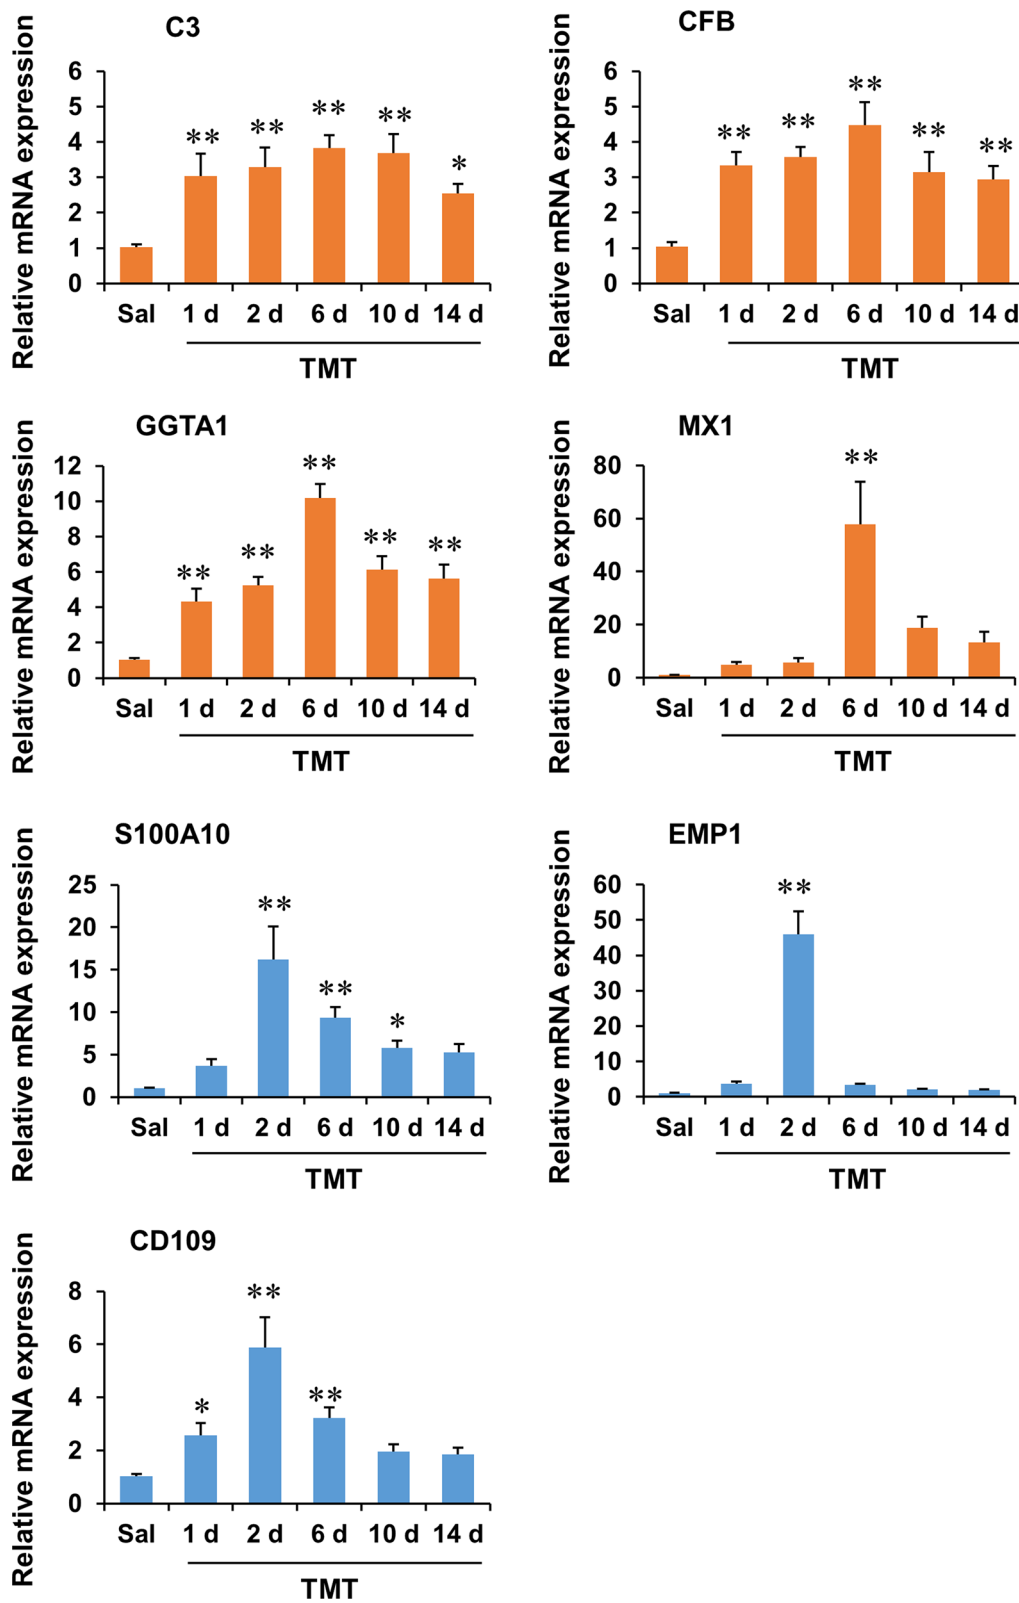 C3
Relative mRNA expression
6
5
4
3
2
1
0
** ** ** ** *
Sal 1 d 2 d 6 d 10 d 14 d
TMT
CFB
Relative mRNA expression
6
5
4
3
2
1
0
** ** ** ** **
Sal 1 d 2 d 6 d 10 d 14 d
TMT
GGTA1
Relative mRNA expression
12
10
8
6
4
2
0
** ** ** ** **
Sal 1 d 2 d 6 d 10 d 14 d
TMT
MX1
Relative mRNA expression
80
60
40
20
0
**
Sal 1 d 2 d 6 d 10 d 14 d
TMT
S100A10
Relative mRNA expression
25
20
15
10
5
0
** ** *
Sal 1 d 2 d 6 d 10 d 14 d
TMT
EMP1
Relative mRNA expression
60
50
40
30
20
10
0
**
Sal 1 d 2 d 6 d 10 d 14 d
TMT
CD109
Relative mRNA expression
8
6
4
2
0
* ** **
Sal 1 d 2 d 6 d 10 d 14 d
TMT